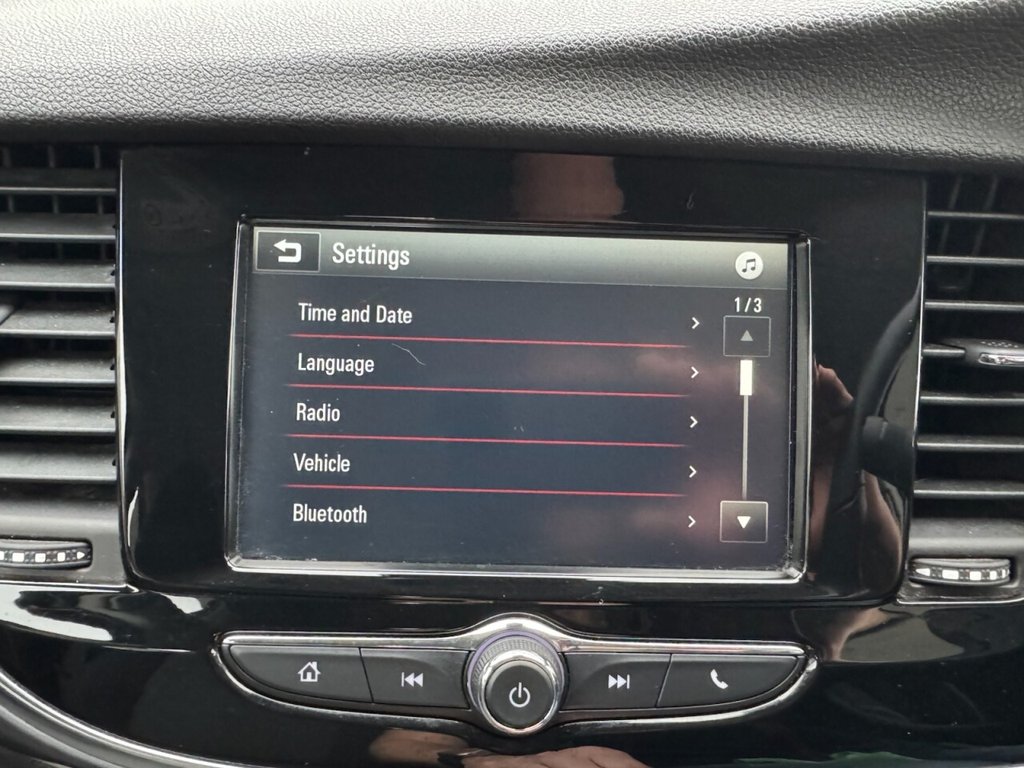 Settings
1/3
Time and Date
Language
Radio
Vehicle
Bluetooth